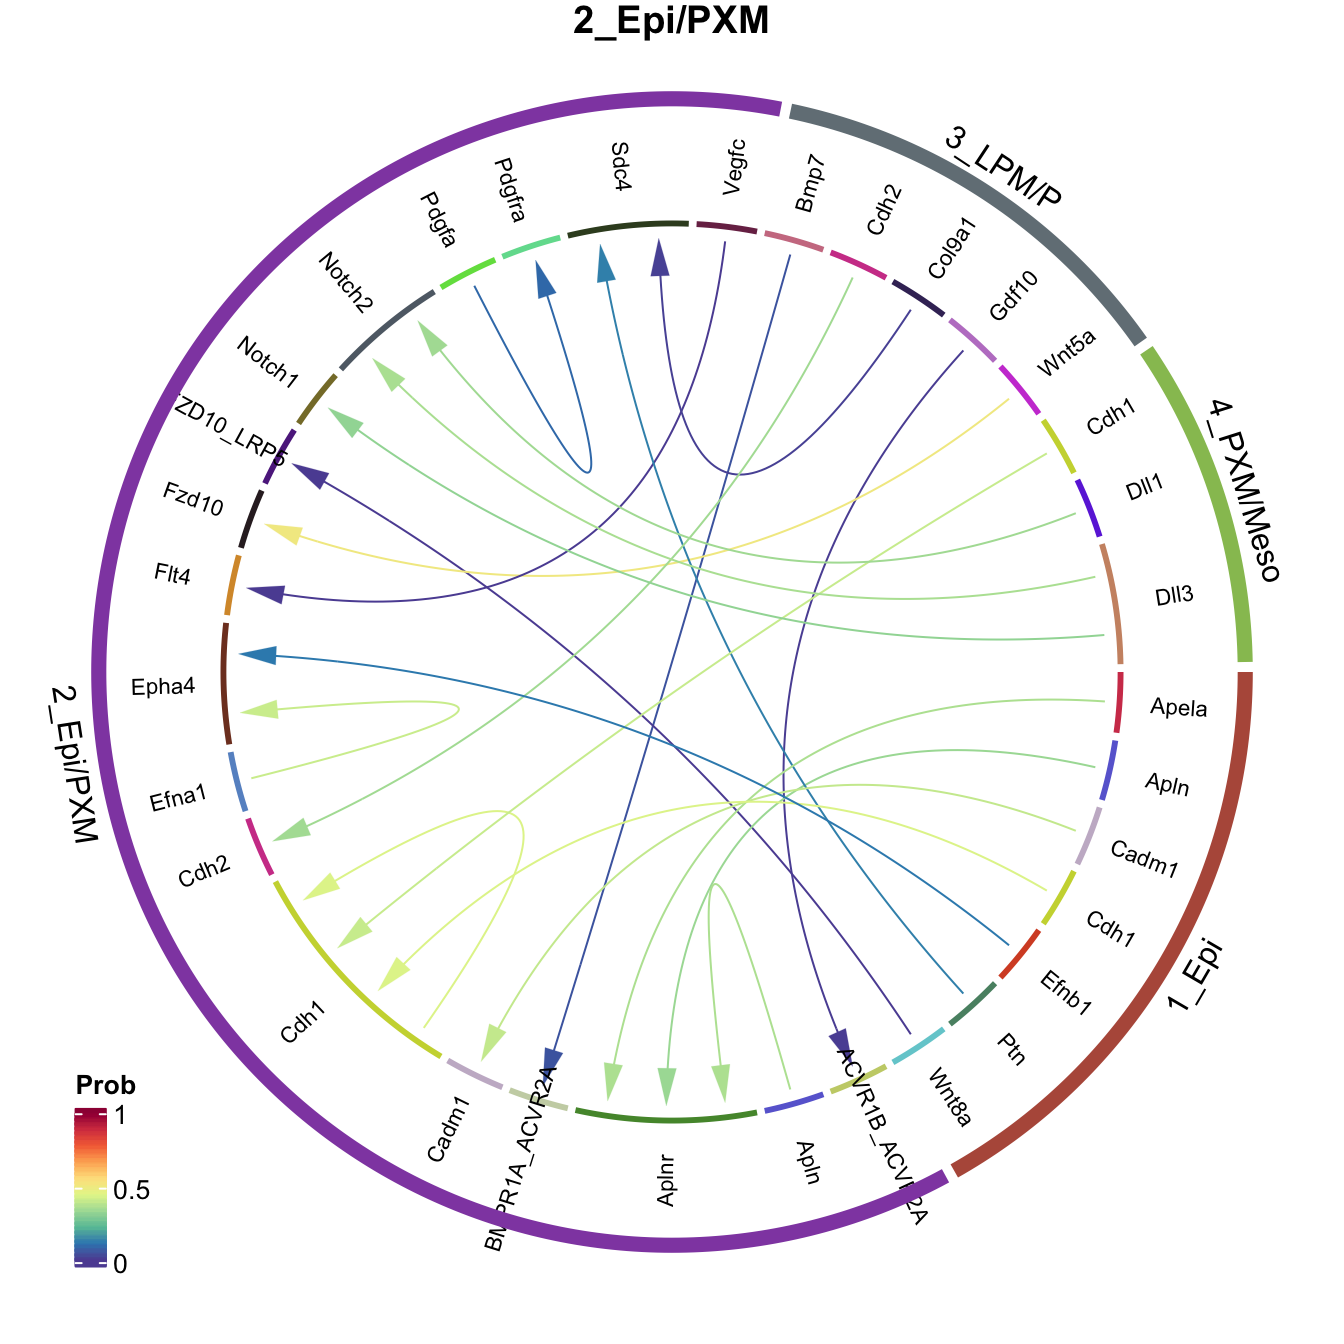 2_Epi/PXM
3_LPM/P
4_PXM/Meso
1_Epi
2_Epi/PXM
Vegfc
Bmp7
Cdh2
Col9a1
Gdf10
Wnt5a
Cdh1
Dll1
Dll3
Apela
Apln
Cadm1
Cdh1
Efnb1
Ptn
Wnt8a
ACVR1B_ACVR2A
Apln
Aplnr
BMPR1A_ACVR2A
Cadm1
Cdh1
Cdh2
Efna1
Epha4
Flt4
Fzd10
FZD10_LRP5
Notch1
Notch2
Pdgfa
Pdgfra
Sdc4
Prob
1
0.5
0